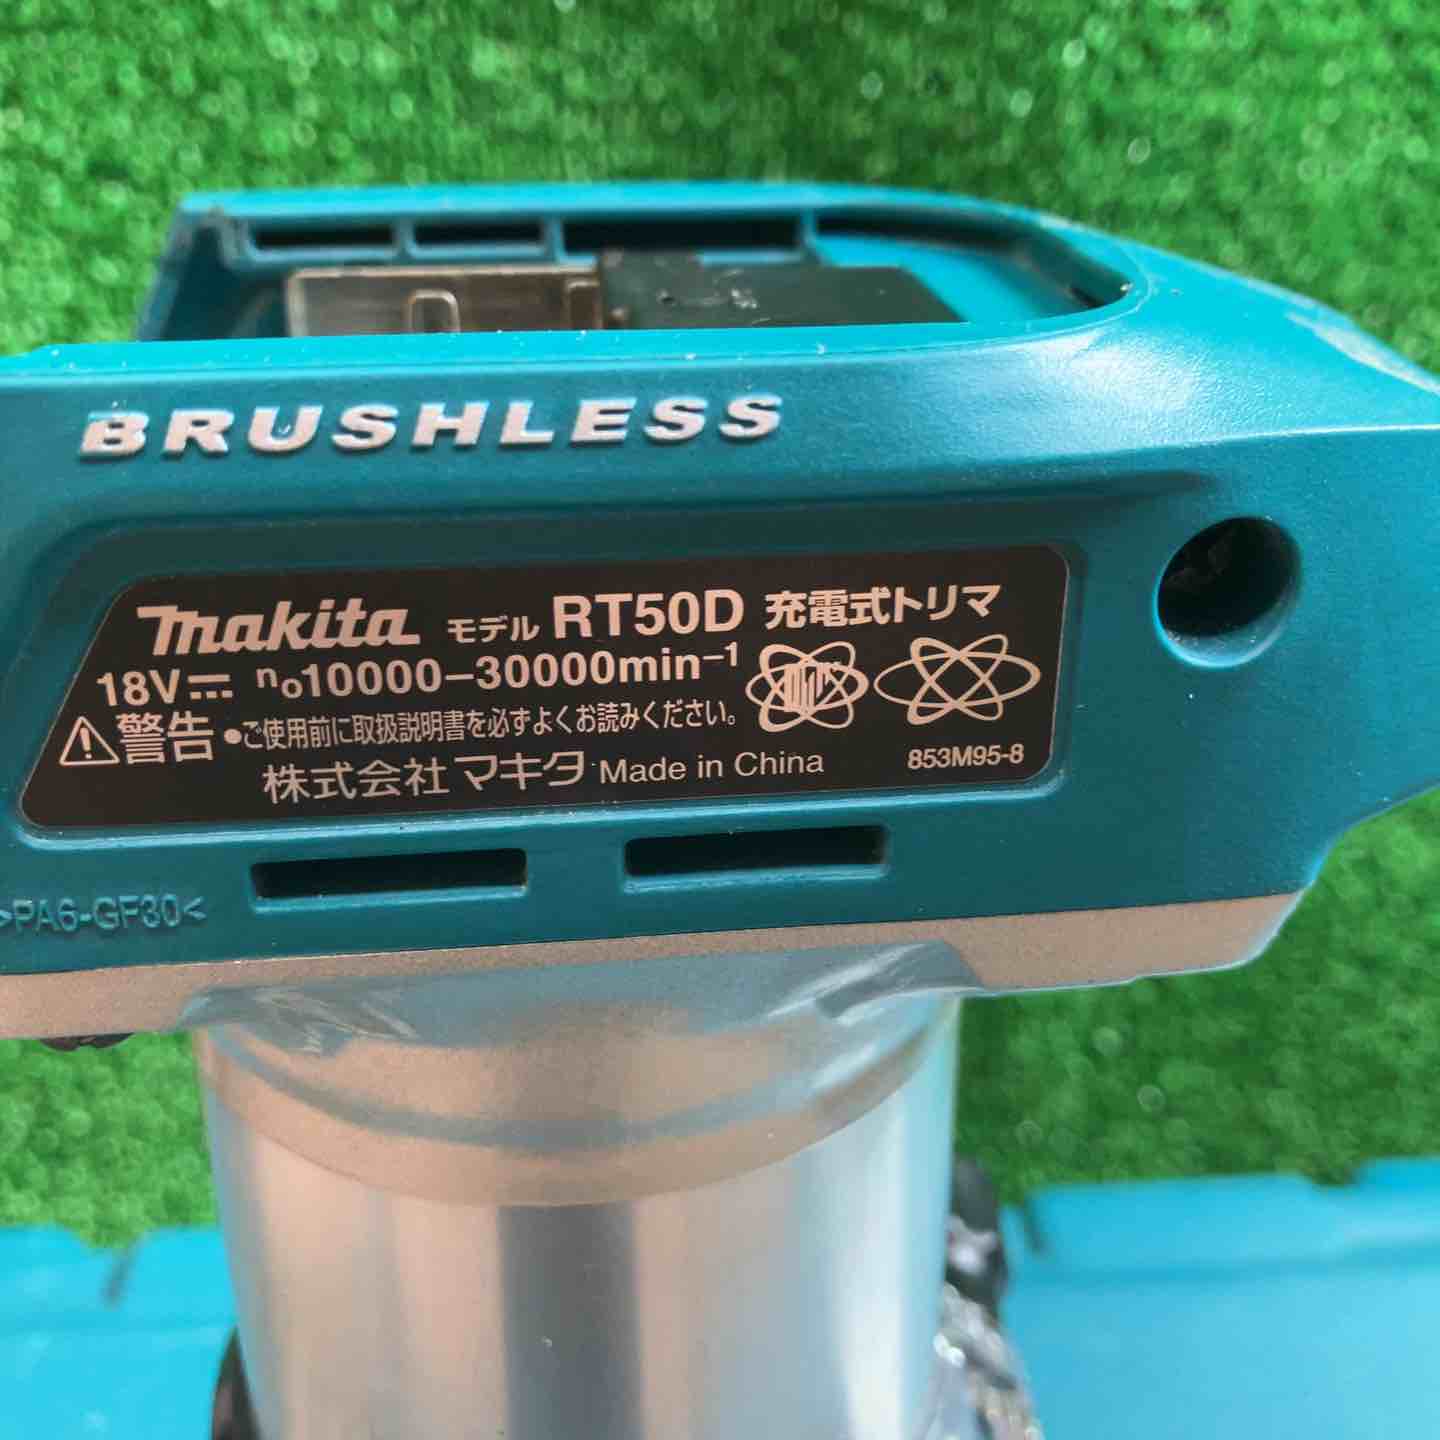 BRUSHLESS
makita モデル RT50D 充電式トリマ
18V n₀10000–30000min⁻¹
警告 •ご使用前に取扱説明書を必ずよくお読みください。
株式会社マキタ Made in China 853M95-8
>PA6-GF30<